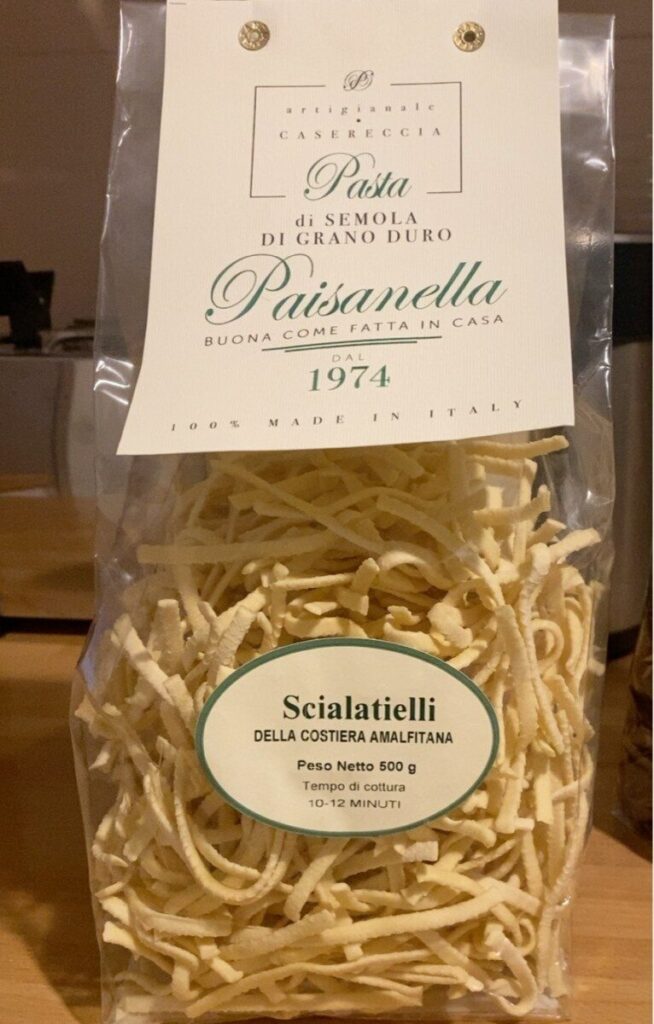 P
artigianale
CASERECCIA
Pasta
di SEMOLA
DI GRANO DURO
Paisanella
BUONA COME FATTA IN CASA
DAL
1974
100% MADE IN ITALY
Scialatielli
DELLA COSTIERA AMALFITANA
Peso Netto 500 g
Tempo di cottura
10-12 MINUTI